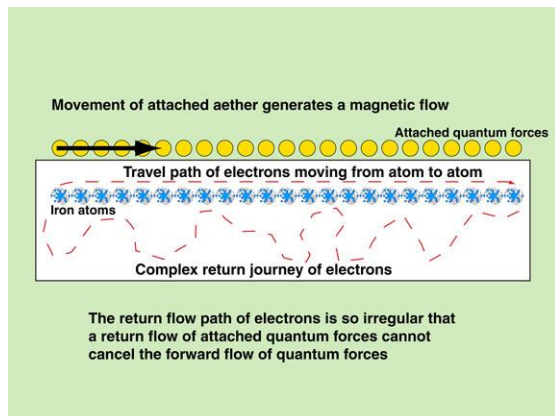 Movement of attached aether generates a magnetic flow
Attached quantum forces
Travel path of electrons moving from atom to atom
Iron atoms
Complex return journey of electrons
The return flow path of electrons is so irregular that
a return flow of attached quantum forces cannot
cancel the forward flow of quantum forces